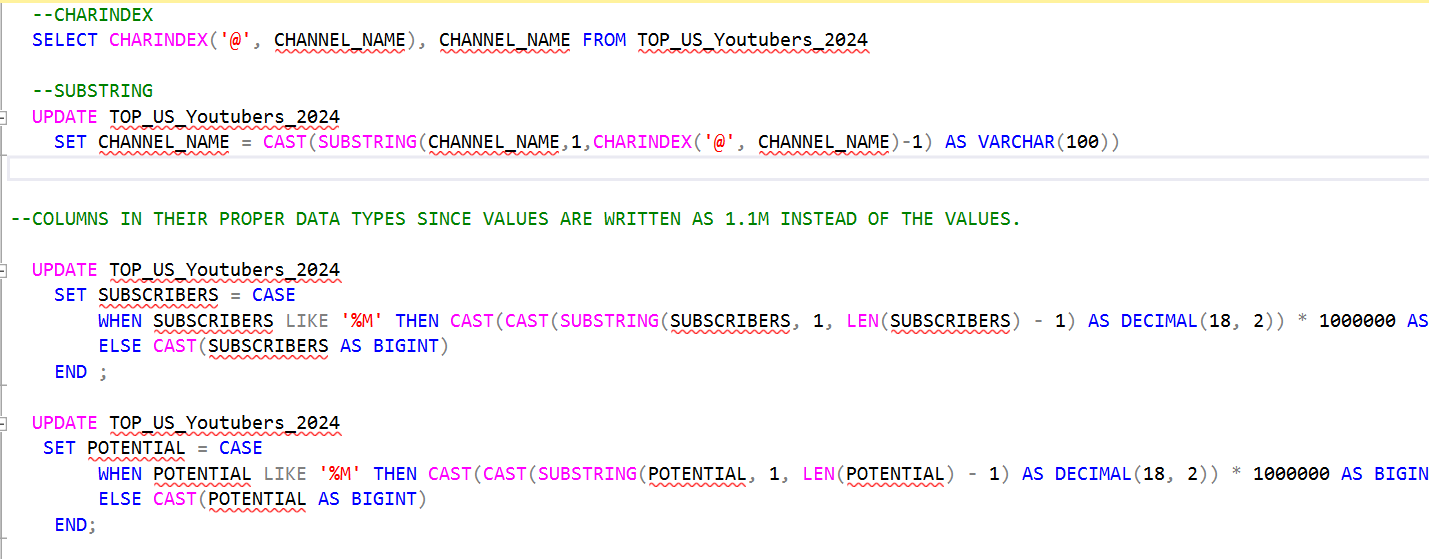 --CHARINDEX
SELECT CHARINDEX('@', CHANNEL_NAME), CHANNEL_NAME FROM TOP_US_Youtubers_2024
--SUBSTRING
UPDATE TOP_US_Youtubers_2024
SET CHANNEL_NAME = CAST(SUBSTRING(CHANNEL_NAME,1,CHARINDEX('@', CHANNEL_NAME)-1) AS VARCHAR(100))
--COLUMNS IN THEIR PROPER DATA TYPES SINCE VALUES ARE WRITTEN AS 1.1M INSTEAD OF THE VALUES.
UPDATE TOP_US_Youtubers_2024
SET SUBSCRIBERS = CASE
WHEN SUBSCRIBERS LIKE '%M' THEN CAST(CAST(SUBSTRING(SUBSCRIBERS, 1, LEN(SUBSCRIBERS) - 1) AS DECIMAL(18, 2)) * 1000000 AS
ELSE CAST(SUBSCRIBERS AS BIGINT)
END ;
UPDATE TOP_US_Youtubers_2024
SET POTENTIAL = CASE
WHEN POTENTIAL LIKE '%M' THEN CAST(CAST(SUBSTRING(POTENTIAL, 1, LEN(POTENTIAL) - 1) AS DECIMAL(18, 2)) * 1000000 AS BIGIN
ELSE CAST(POTENTIAL AS BIGINT)
END;